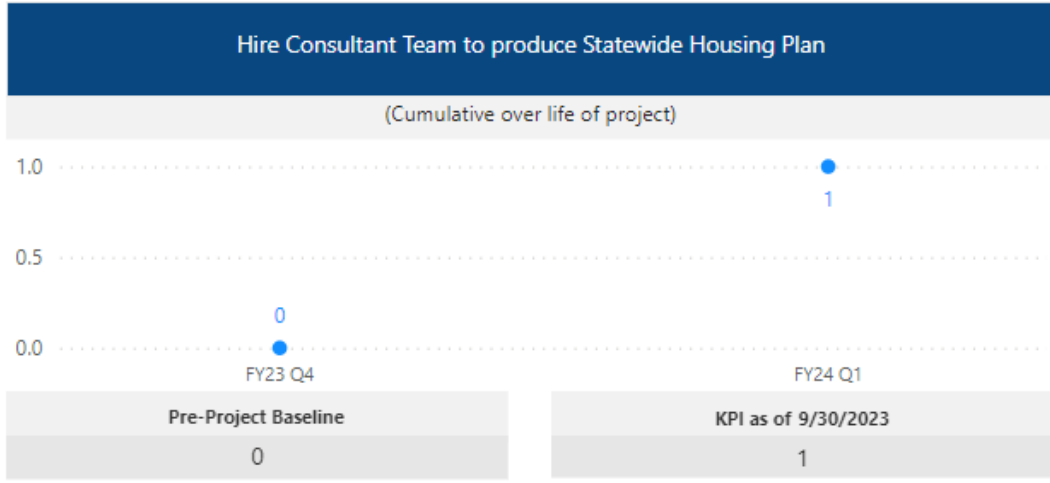 Hire Consultant Team to produce Statewide Housing Plan
(Cumulative over life of project)
1.0
1
0.5
0
0.0
FY23 Q4 FY24 Q1
Pre-Project Baseline KPI as of 9/30/2023
0 1